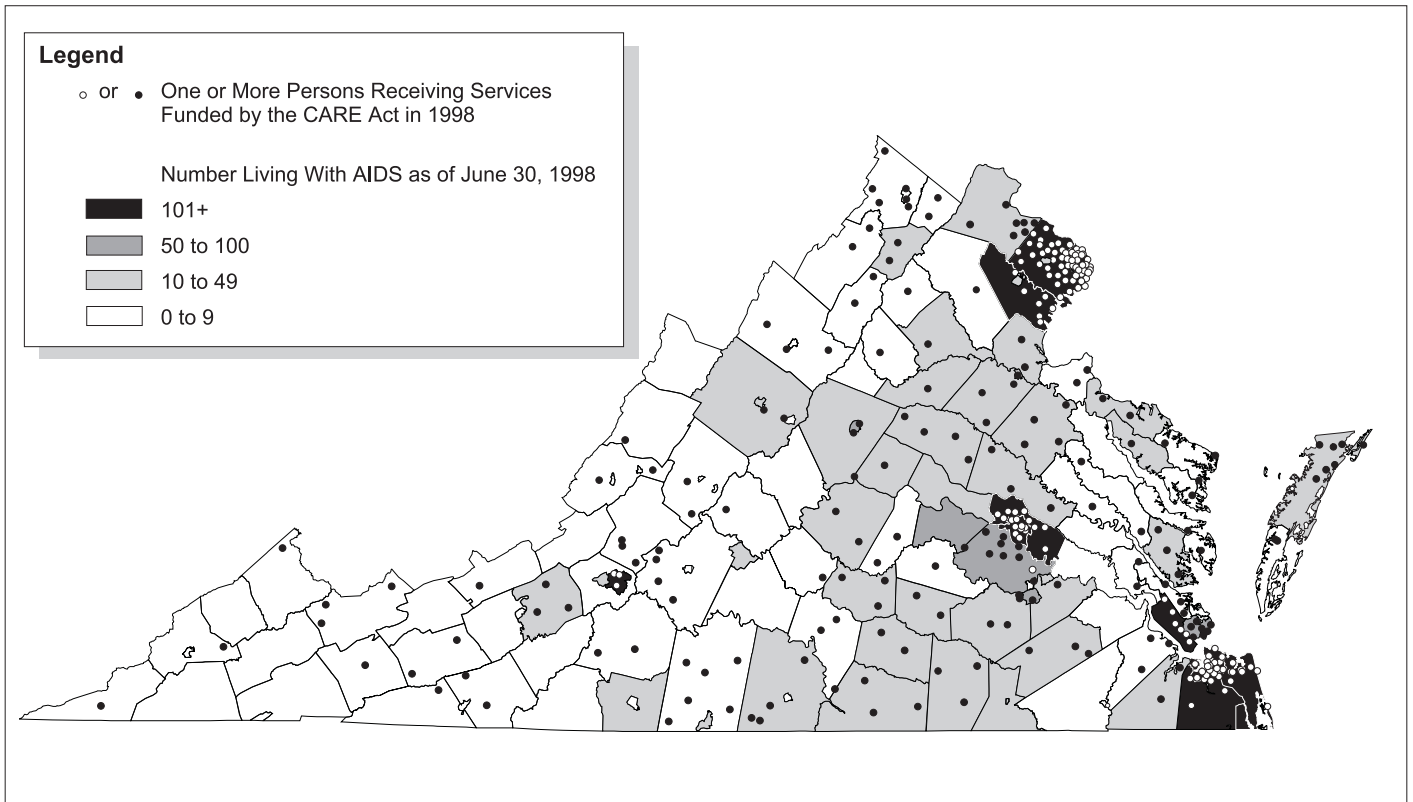 Legend
or One or More Persons Receiving Services
Funded by the CARE Act in 1998
Number Living With AIDS as of June 30, 1998
101+
50 to 100
10 to 49
0 to 9